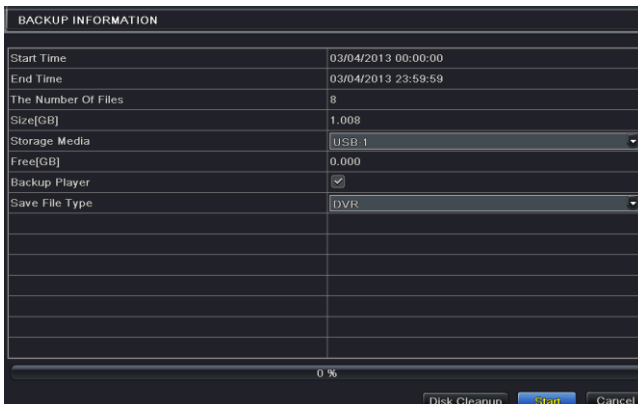 BACKUP INFORMATION
Start Time 03/04/2013 00:00:00
End Time 03/04/2013 23:59:59
The Number Of Files 8
Size[GB] 1.008
Storage Media USB-1
Free[GB] 0.000
Backup Player
Save File Type DVR
0 %
Disk Cleanup Start Cancel